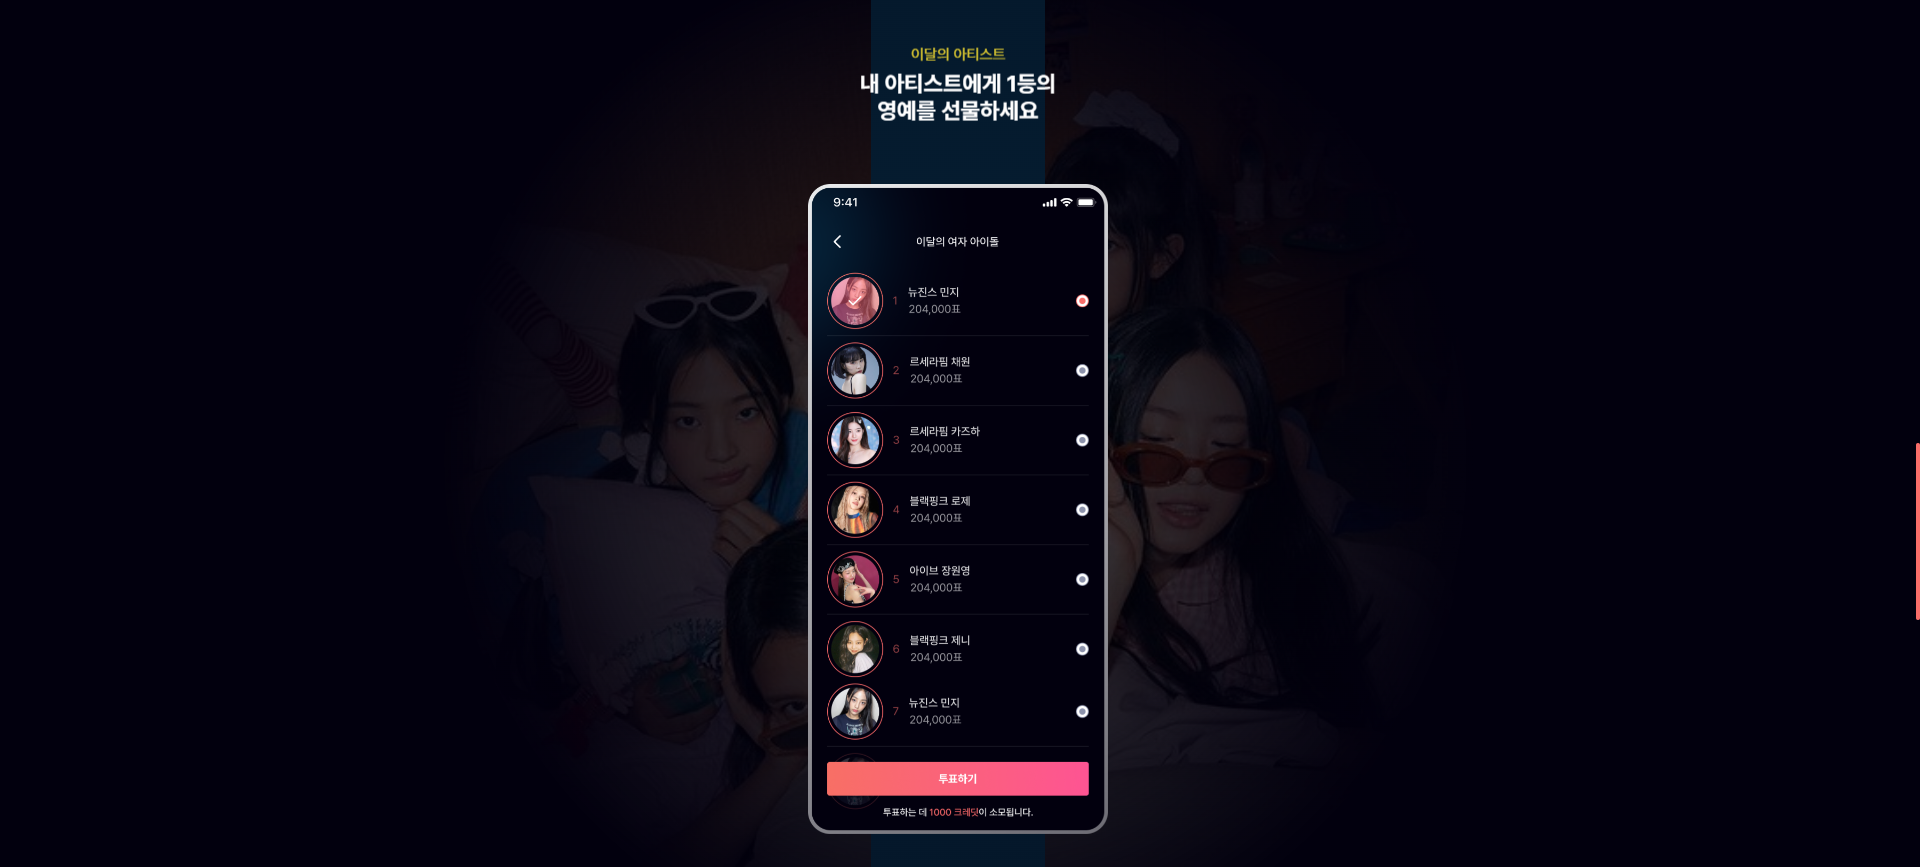 이달의 아티스트
내 아티스트에게 1등의
영예를 선물하세요
9:41
이달의 여자 아이돌
1 뉴진스 민지
204,000표
2 르세라핌 채원
204,000표
3 르세라핌 카즈하
204,000표
4 블랙핑크 로제
204,000표
5 아이브 장원영
204,000표
6 블랙핑크 제니
204,000표
7 뉴진스 민지
204,000표
투표하기
투표하는 데 1000 크레딧이 소모됩니다.